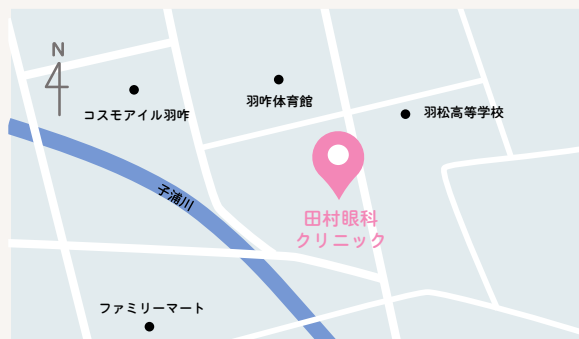 N
コスモアイル羽咋
羽咋体育館
羽松高等学校
子浦川
田村眼科
クリニック
ファミリーマート